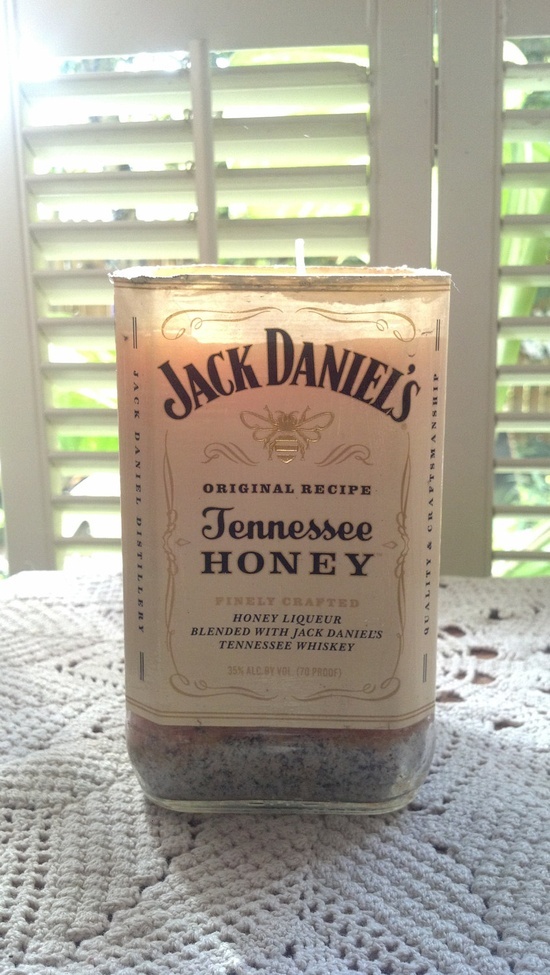 JACK DANIEL'S
ORIGINAL RECIPE
Tennessee
HONEY
FINELY CRAFTED
HONEY LIQUEUR
BLENDED WITH JACK DANIEL'S
TENNESSEE WHISKEY
35% ALC. BY VOL. (70 PROOF)
JACK DANIEL DISTILLERY
QUALITY & CRAFTSMANSHIP